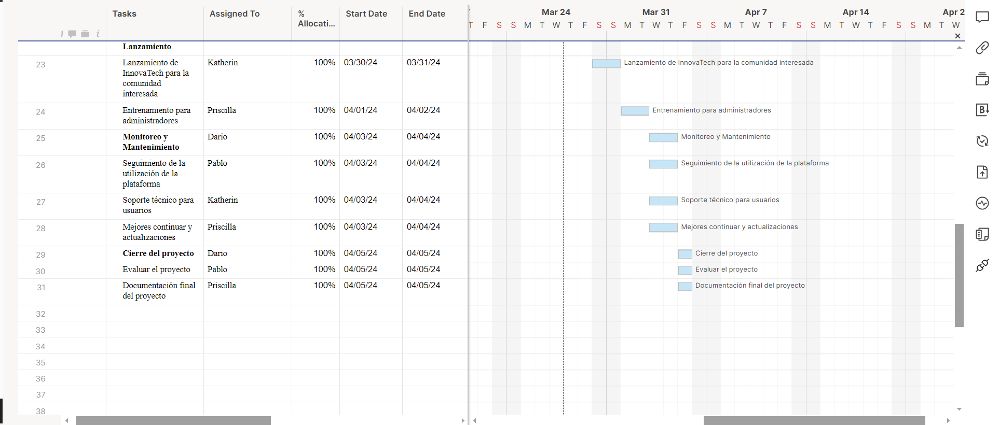 Tasks Assigned To % Allocati... Start Date End Date
Mar 24 Mar 31 Apr 7 Apr 14 Apr 2
T F S S M T W T F S S M T W T F S S M T W T F S S M T W T F S S M T W
Lanzamiento
23 Lanzamiento de InnovaTech para la comunidad interesada Katherin 100% 03/30/24 03/31/24 Lanzamiento de InnovaTech para la comunidad interesada
24 Entrenamiento para administradores Priscilla 100% 04/01/24 04/02/24 Entrenamiento para administradores
25 Monitoreo y Mantenimiento Dario 100% 04/03/24 04/04/24 Monitoreo y Mantenimiento
26 Seguimiento de la utilización de la plataforma Pablo 100% 04/03/24 04/04/24 Seguimiento de la utilización de la plataforma
27 Soporte técnico para usuarios Katherin 100% 04/03/24 04/04/24 Soporte técnico para usuarios
28 Mejores continuar y actualizaciones Priscilla 100% 04/03/24 04/04/24 Mejores continuar y actualizaciones
29 Cierre del proyecto Dario 100% 04/05/24 04/05/24 Cierre del proyecto
30 Evaluar el proyecto Pablo 100% 04/05/24 04/05/24 Evaluar el proyecto
31 Documentación final del proyecto Priscilla 100% 04/05/24 04/05/24 Documentación final del proyecto
32
33
34
35
36
37
38